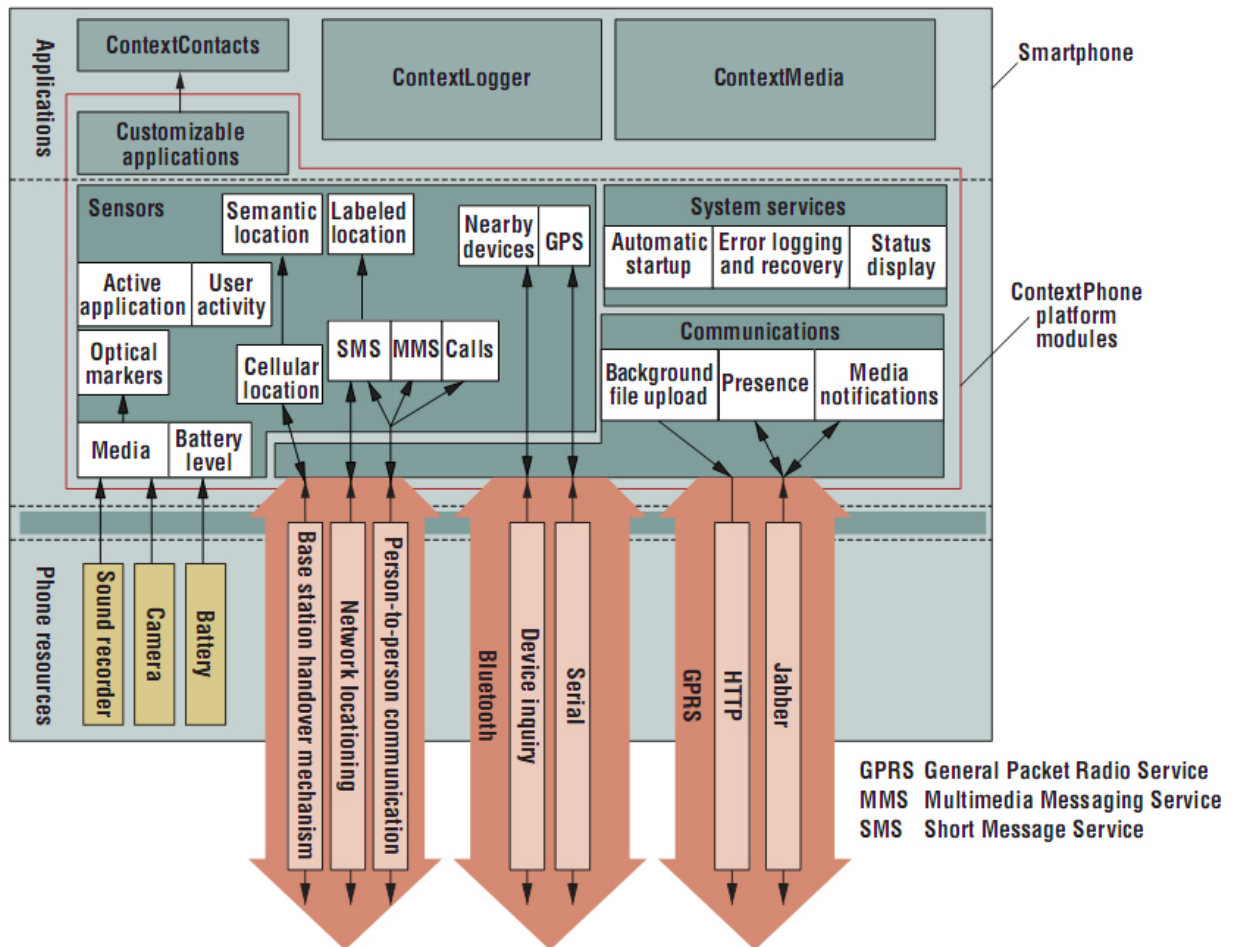 Applications
ContextContacts
ContextLogger
ContextMedia
Smartphone
Customizable
applications
Sensors
Semantic
location
Labeled
location
Nearby
devices
GPS
System services
Automatic
startup
Error logging
and recovery
Status
display
Active
application
User
activity
ContextPhone
platform
modules
Optical
markers
Cellular
location
SMS
MMS
Calls
Communications
Background
file upload
Presence
Media
notifications
Media
Battery
level
Phone resources
Sound recorder
Camera
Battery
Base station handover mechanism
Network locationing
Person-to-person communication
Bluetooth
Device inquiry
Serial
GPRS
HTTP
Jabber
GPRS General Packet Radio Service
MMS Multimedia Messaging Service
SMS Short Message Service